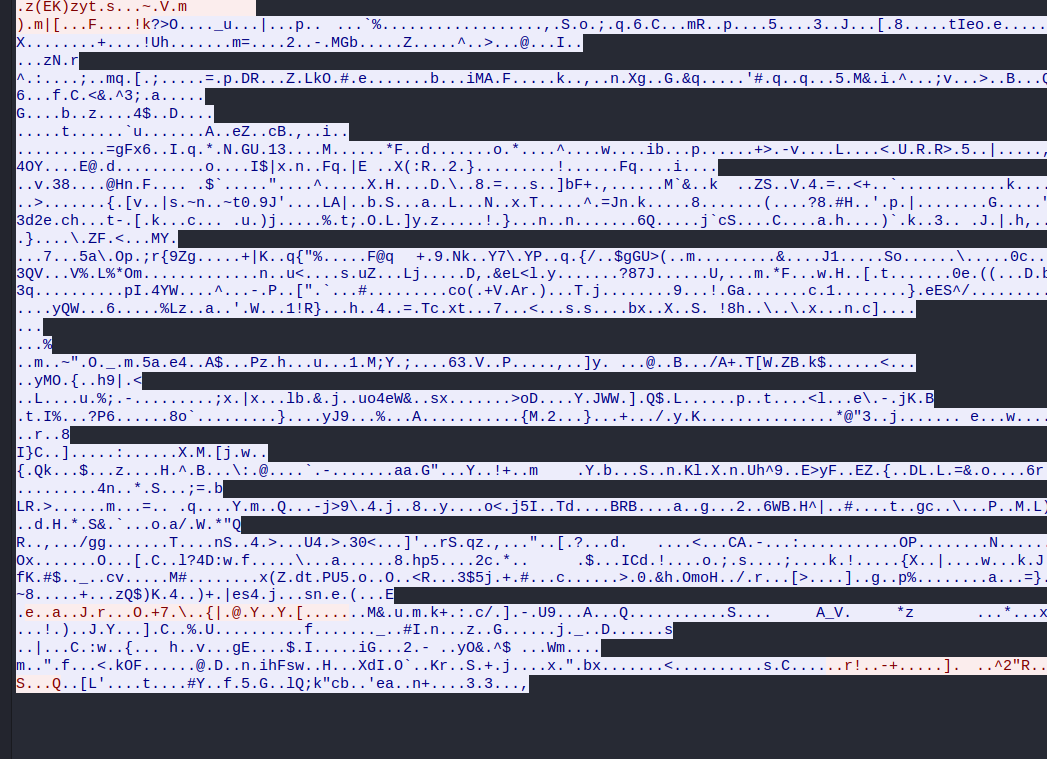 .z(EK)zyt.s...~.V.m
).m|[...F....!k?>O...._u...|...p.. ...`%..................,.S.o.;.q.6.C...mR..p....5....3..J...[.8.....tIeo.e.....
X........+....!Uh.......m=....2..-.MGb.....Z.....^..>...@...I..
...zN.r
^.:....;..mq.[.;.....=.p.DR...Z.LkO.#.e.......b...iMA.F.....k..,..n.Xg..G.&q.....'#.q..q...5.M&.i.^...;v...>..B...
6...f.C.<&.^3;.a.....
G....b..z....4$..D....
.....t......`u.......A..eZ..cB.,..i..
..........=gFx6..I.q.*.N.GU.13....M......*F..d.......o.*....^....w....ib...p......+>.-v....L....<.U.R.R>.5..|.....,
4OY....E@.d..........o....I$|x.n..Fq.|E ..X(:R..2.}.........!......Fq....i....
..v.38....@Hn.F.... .$`....." ....^.....X.H....D.\..8.=...s..]bF+.,......M`&..k  ..ZS..V.4.=..<+..`............k....
..>.......{.[v..|s.~n..~t0.9J'....LA|..b.S...a..L...N..x.T.....^.=Jn.k.....8.......(....?8.#H..'.p.|........G....'
3d2e.ch...t-.[.k...c.... .u.)j.....%.t;.O.L.]y.z.....!.}...n..n.......6Q.....j`cS....C....a.h....)`.k..3... J.|.h,..
.}....\.ZF.<...MY.
...7...5a\.Op.;r{9Zg.....+|K..q{"%.....F@q  +.9.Nk..Y7\.YP..q.{/..$gGU>(..m.........&....J1.....So......\.....0c..
3QV...V%.L%*Om.............n..u<....s.uZ...Lj.....D,.&eL<l.y.......?87J......U,...m.*F...w.H..[.t.......0e.((...D.b
3q..........pI.4YW....^...-.P..[".`...#.........co(.+V.Ar.)...T.j........9...!.Ga.......c.1........}.eES^/.........
....yQW...6.....%Lz..a..'.W...1!R}...h..4..=.Tc.xt...7...<...s.s....bx..X..S. !8h..\..\.x...n.c]....
...
...%
..m..~".O._.m.5a.e4..A$...Pz.h...u...1.M;Y.;....63.V..P.....,..]y. ...@..B.../A+.T[W.ZB.k$......<...
..yMO.{..h9|.<
..L....u.%;.-.........;x.|x...lb.&.j..uo4eW&..sx.......>oD....Y.JWW.].Q$.L......p..t....<l...e\.-.jK.B
.t.I%...?P6......8o`.........}....yJ9...%...A...........{M.2...}...+.../.y.K...............*@"3..j.......  e...w....
..r..8
I}C..].....:......X.M.[j.w..
{.Qk...$...z....H.^.B...\:.@....`.-.......aa.G"...Y..!+..m    .Y.b...S..n.Kl.X.n.Uh^9..E>yF..EZ.{..DL.L.=&.o....6r
.........4n..*.S...;=.b
LR.>......m...=.. .q....Y.m..Q...-j>9\.4.j..8..y....o<.j5I..Td....BRB....a..g...2..6WB.H^|..#....t..gc..\...P..M.L)
..d.H.*.S&.`...o.a/.W.*"Q
R..,.../gg.......T....nS..4.>...U4.>.30<...]'..rS.qz.,..."..[.?...d.   ....<...CA.-...:...........OP........N.....
Ox.......O...[.C..l?4D:w.f.....\...a......8.hp5....2c.*..     .$...ICd.!....o.;.s....;....k.!.....{X..|....w...k.J
fK.#$.._..cv.....M#........x(Z.dt.PU5.o..O..<R...3$5j.+.#...c......>.0.&h.OmoH../.r...[>....]..g..p%........a...=}.
~8.....+...zQ$)K.4..)+.|es4.j...sn.e.(...E
.e..a..J.r...O.+7.\..{|.@.Y..Y.[.......M&.u.m.k+.:.c/.].-.U9...A...Q...........S....     A_V.     *z       ...*...x
...!.)..J.Y...].C..%.U..........f......._..#I.n...z..G......j._..D......s
..|...C.:w..{... h..v...gE....$.I.....iG...2.- ..yO&.^$ ...Wm....
m..".f...<.kOF......@.D..n.ihFsw..H...XdI.O`..Kr..S.+.j....x.".bx.......<..........s.C.......r!..-+.....].  ..^2"R..
S...Q..[L'....t....#Y..f.5.G..lQ;k"cb..'ea..n+....3.3...,